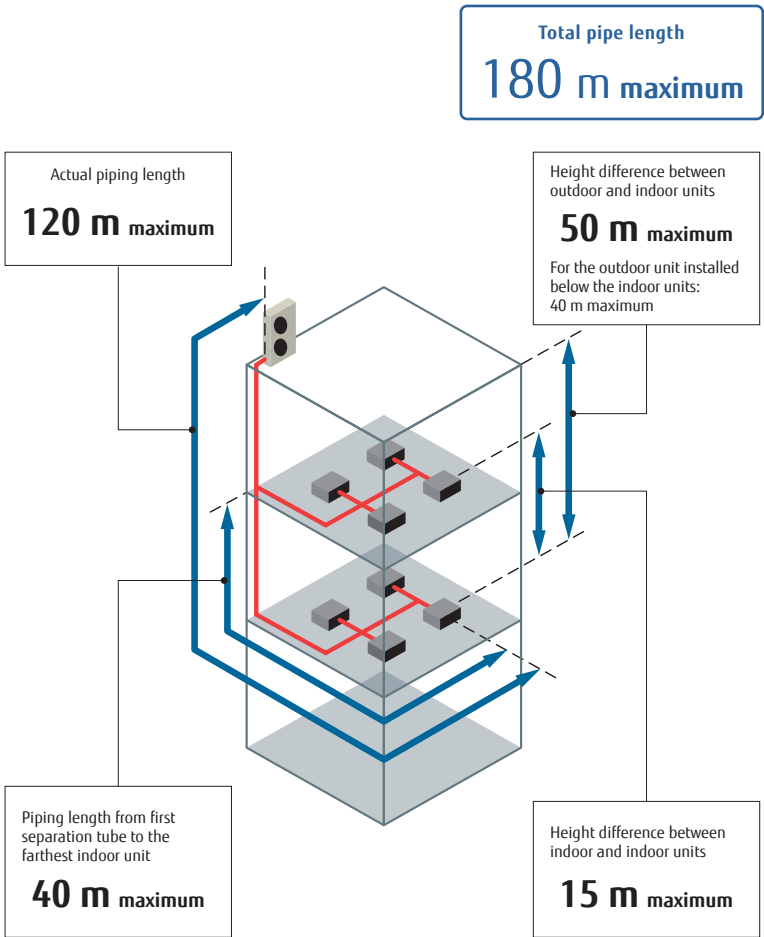 Total pipe length
180 m maximum
Actual piping length
120 m maximum
Height difference between
outdoor and indoor units
50 m maximum
For the outdoor unit installed
below the indoor units:
40 m maximum
Piping length from first
separation tube to the
farthest indoor unit
40 m maximum
Height difference between
indoor and indoor units
15 m maximum